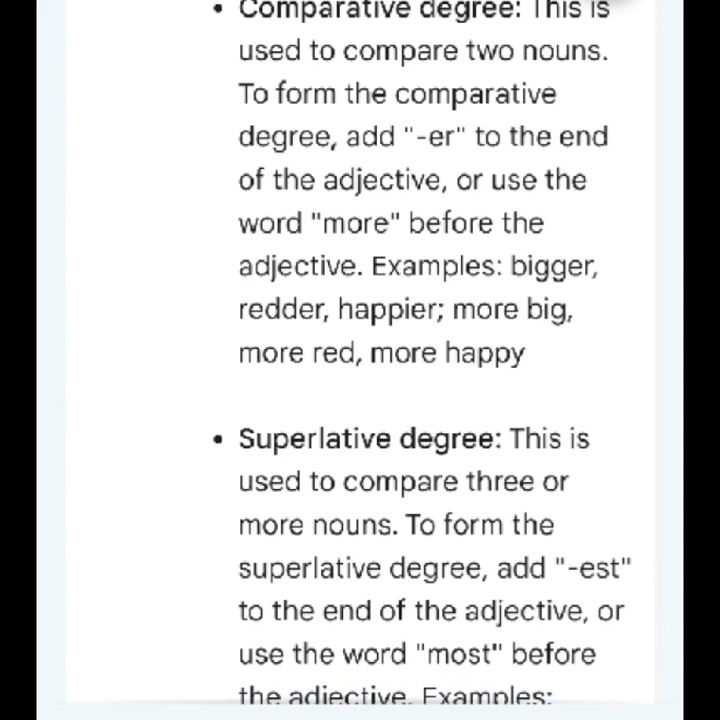 • Comparative degree: This is
used to compare two nouns.
To form the comparative
degree, add "-er" to the end
of the adjective, or use the
word "more" before the
adjective. Examples: bigger,
redder, happier; more big,
more red, more happy
• Superlative degree: This is
used to compare three or
more nouns. To form the
superlative degree, add "-est"
to the end of the adjective, or
use the word "most" before
the adjective. Examples: